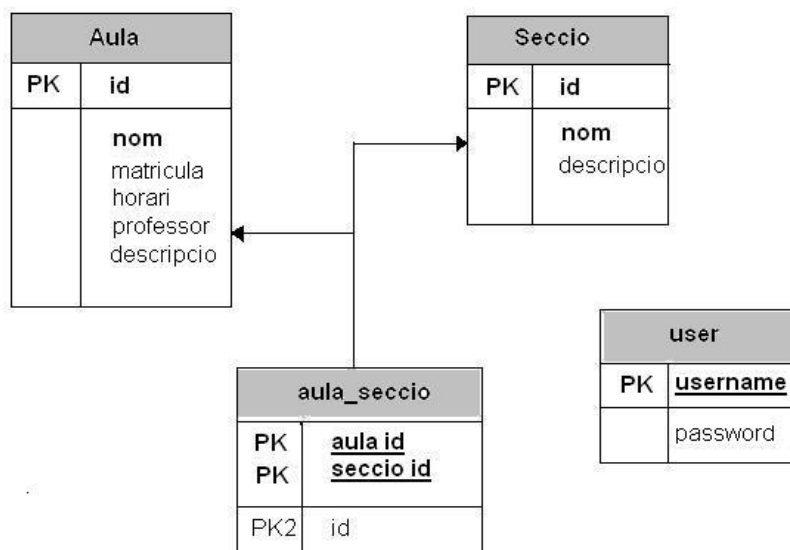 Aula
PK id
nom
matricula
horari
professor
descripcio
Seccio
PK id
nom
descripcio
aula_seccio
PK aula id
PK seccio id
PK2 id
user
PK username
password